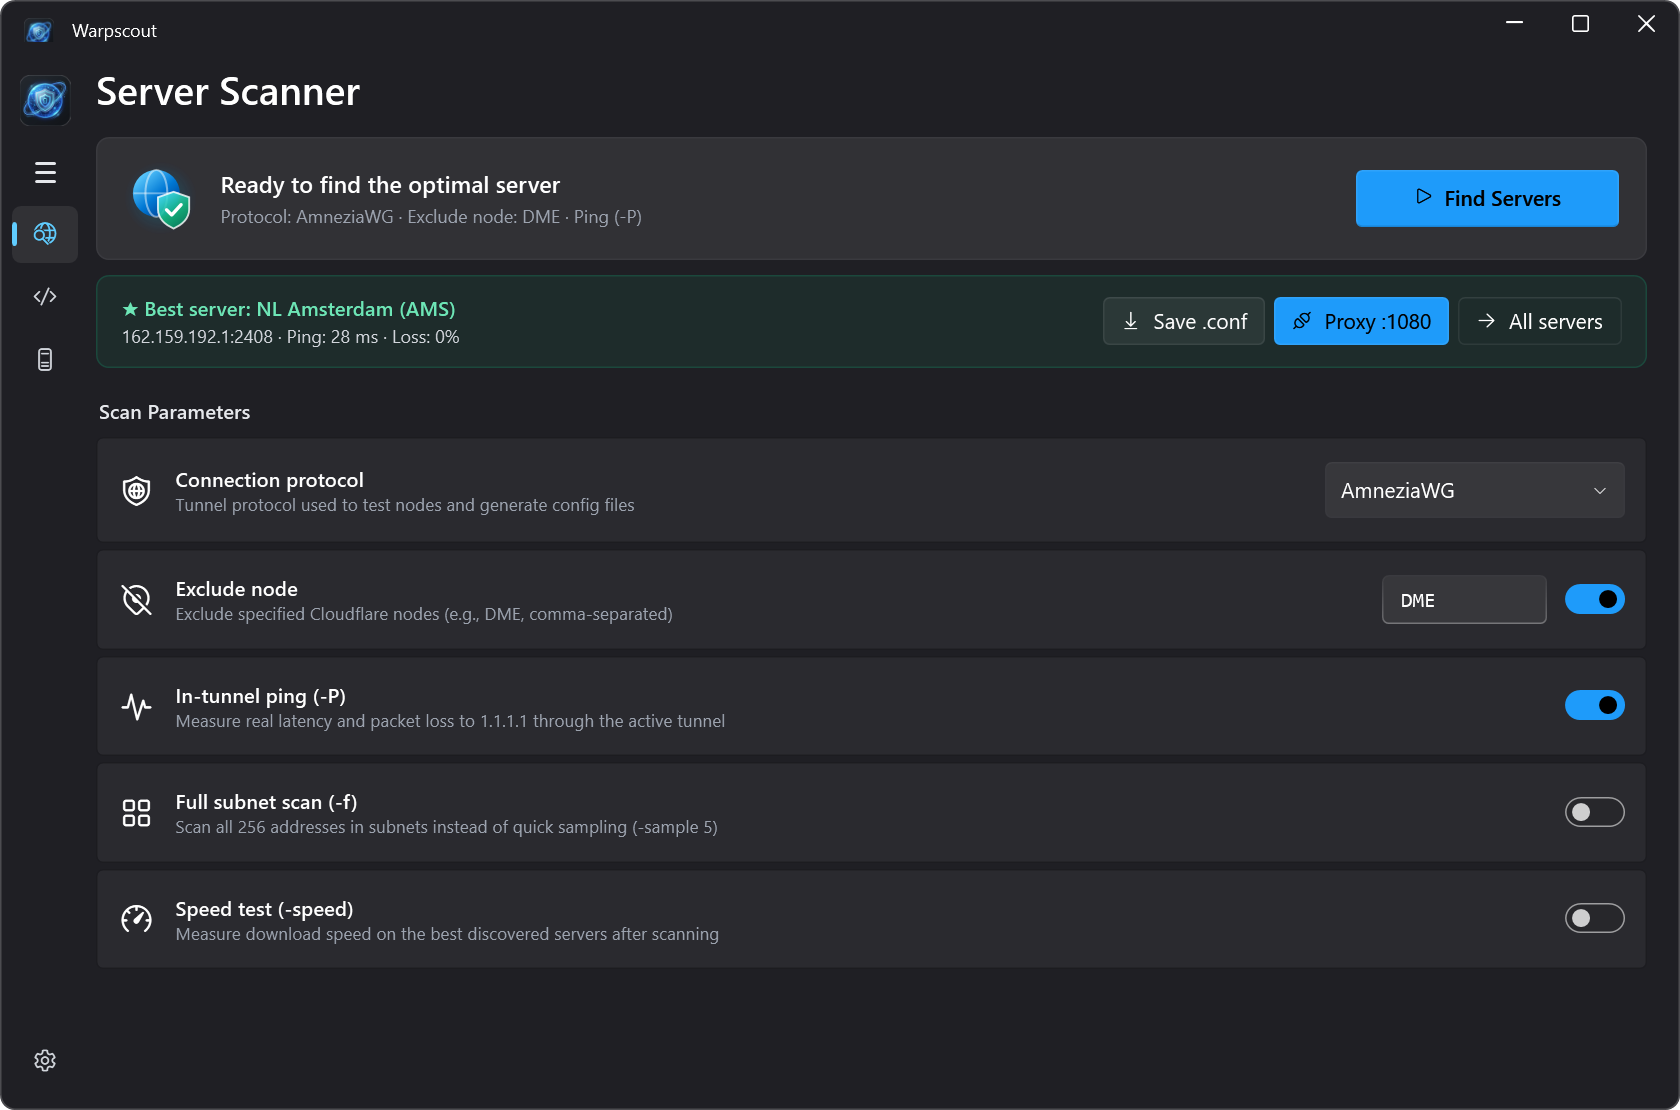 Warpscout
Server Scanner
Ready to find the optimal server
Protocol: AmneziaWG · Exclude node: DME · Ping (-P)
Find Servers
★ Best server: NL Amsterdam (AMS)
162.159.192.1:2408 · Ping: 28 ms · Loss: 0%
Save .conf
Proxy :1080
All servers
Scan Parameters
Connection protocol
Tunnel protocol used to test nodes and generate config files
AmneziaWG
Exclude node
Exclude specified Cloudflare nodes (e.g., DME, comma-separated)
DME
In-tunnel ping (-P)
Measure real latency and packet loss to 1.1.1.1 through the active tunnel
Full subnet scan (-f)
Scan all 256 addresses in subnets instead of quick sampling (-sample 5)
Speed test (-speed)
Measure download speed on the best discovered servers after scanning